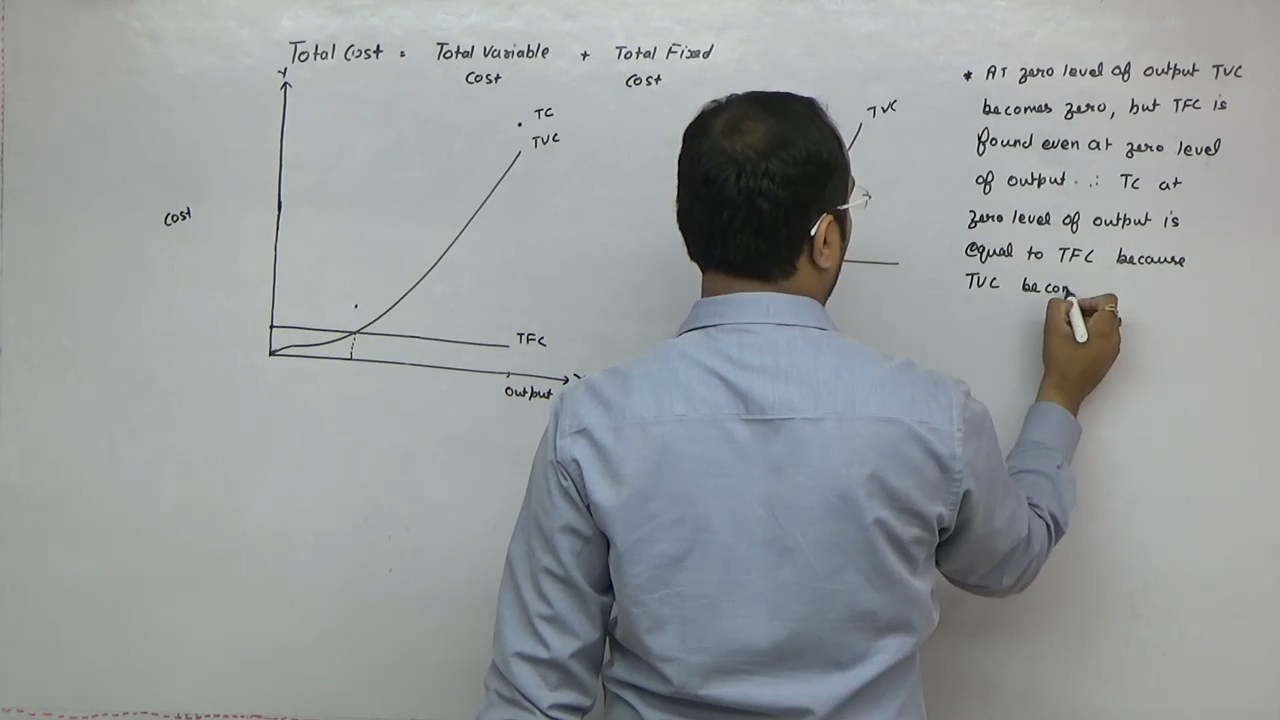 Total Cost = Total Variable + Total Fixed
Cost Cost
Y
TC
TVC
Cost
TFC
Output
TVC
* At zero level of output TVC
becomes zero, but TFC is
found even at zero level
of output. ∴ TC at
zero level of output is
equal to TFC because
TVC becom